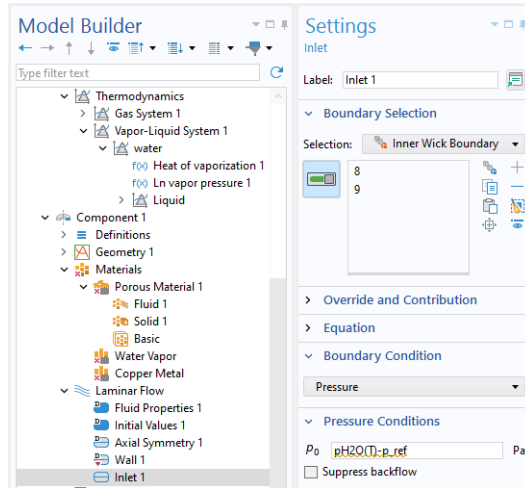 Model Builder
Type filter text
Thermodynamics
Gas System 1
Vapor-Liquid System 1
water
f(x) Heat of vaporization 1
f(x) Ln vapor pressure 1
Liquid
Component 1
Definitions
Geometry 1
Materials
Porous Material 1
Fluid 1
Solid 1
Basic
Water Vapor
Copper Metal
Laminar Flow
D Fluid Properties 1
D Initial Values 1
D Axial Symmetry 1
D Wall 1
Inlet 1
Settings
Inlet
Label: Inlet 1
Boundary Selection
Selection: Inner Wick Boundary
8
9
Override and Contribution
Equation
Boundary Condition
Pressure
Pressure Conditions
p0 pH2O(T)-p_ref Pa
Suppress backflow